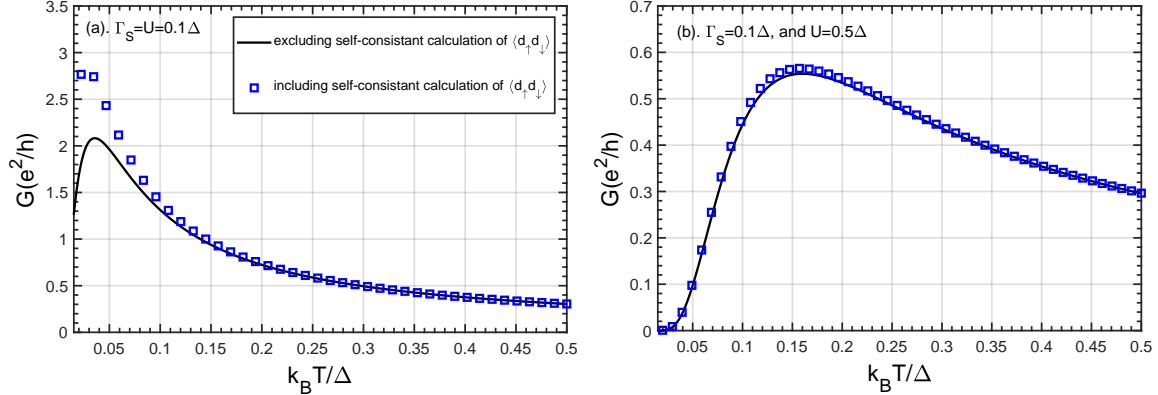 (a). Γ_S=U=0.1Δ
excluding self-consistant calculation of ⟨d_↑d_↓⟩
including self-consistant calculation of ⟨d_↑d_↓⟩
G(e²/h)
3.5
3
2.5
2
1.5
1
0.5
0
0.05 0.1 0.15 0.2 0.25 0.3 0.35 0.4 0.45 0.5
k_BT/Δ
(b). Γ_S=0.1Δ, and U=0.5Δ
G(e²/h)
0.7
0.6
0.5
0.4
0.3
0.2
0.1
0
0.05 0.1 0.15 0.2 0.25 0.3 0.35 0.4 0.45 0.5
k_BT/Δ